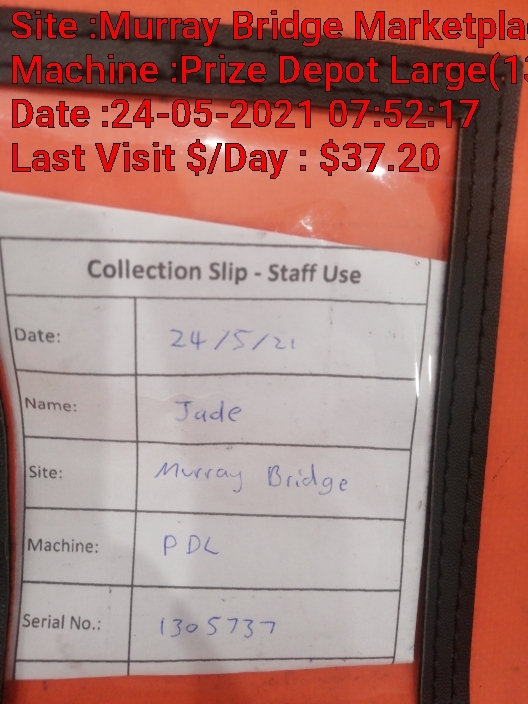 Site :Murray Bridge Marketpla
Machine :Prize Depot Large(13
Date :24-05-2021 07:52:17
Last Visit $/Day : $37.20
Collection Slip - Staff Use
Date: 24/5/21
Name: Jade
Site: Murray Bridge
Machine: PDL
Serial No.: 1305737